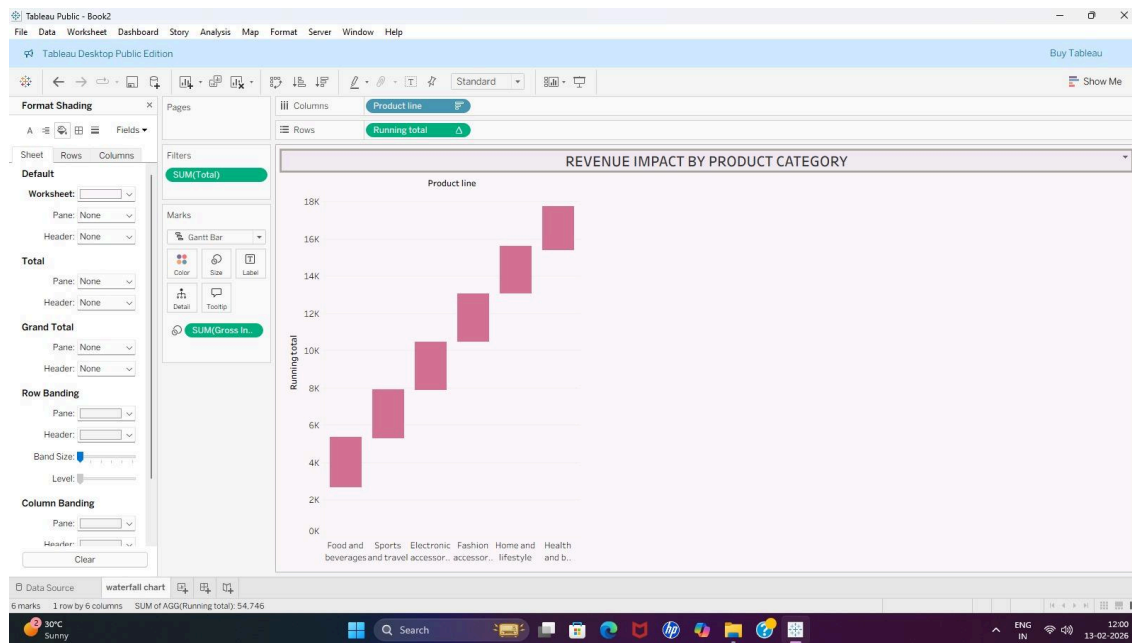 Tableau Public - Book2
File Data Worksheet Dashboard Story Analysis Map Format Server Window Help
Tableau Desktop Public Edition
Buy Tableau
Standard
Show Me
Format Shading
Fields
Sheet Rows Columns
Default
Worksheet:
Pane: None
Header: None
Total
Pane: None
Header: None
Grand Total
Pane: None
Header: None
Row Banding
Pane:
Header:
Band Size:
Level:
Column Banding
Pane:
Header:
Clear
Pages
Filters
SUM(Total)
Marks
Gantt Bar
Color Size Label
Detail Tooltip
SUM(Gross In..
Columns Product line
Rows Running total
REVENUE IMPACT BY PRODUCT CATEGORY
Product line
18K
16K
14K
12K
10K
8K
6K
4K
2K
0K
Running total
Food and beverages
Sports and travel
Electronic accessor..
Fashion accessor..
Home and lifestyle
Health and b..
Data Source waterfall chart
6 marks 1 row by 6 columns SUM of AGG(Running total): 54,746
2
30°C
Sunny
Search
hp
ENG
IN
12:00
13-02-2026